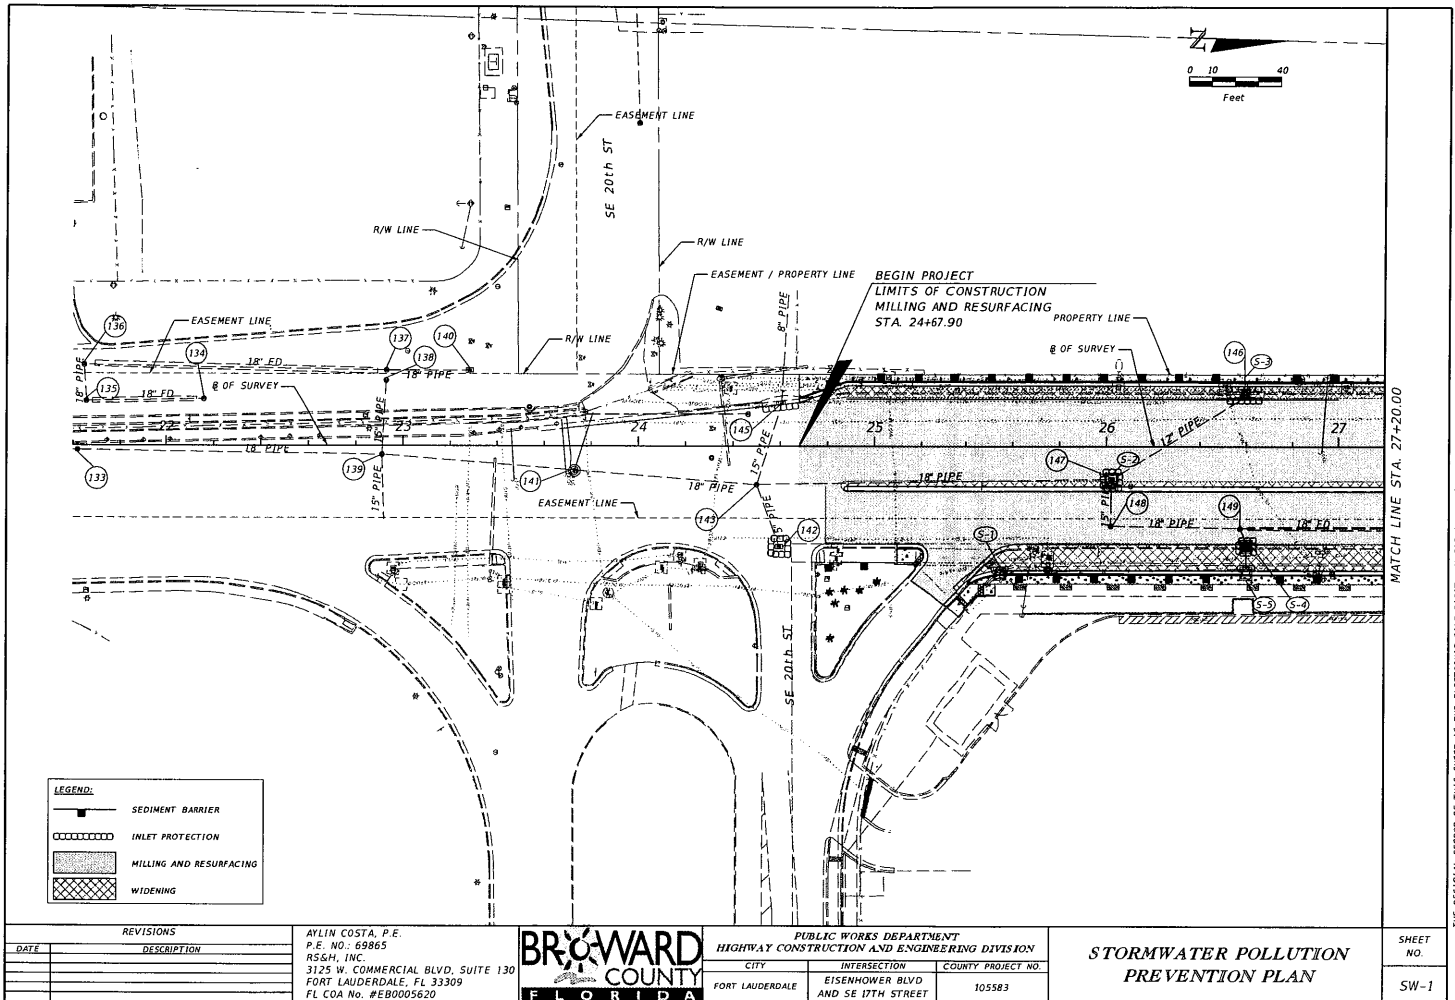 N
0 10 40
Feet
EASEMENT LINE
SE 20th ST
R/W LINE
R/W LINE
EASEMENT / PROPERTY LINE
BEGIN PROJECT
LIMITS OF CONSTRUCTION
MILLING AND RESURFACING
STA. 24+67.90
PROPERTY LINE
8" PIPE
136
EASEMENT LINE
134
137
138
140
R/W LINE
℄ OF SURVEY
146
S-3
18" PIPE
135
18" FD
18" FD
℄ OF SURVEY
18" PIPE
15" PIPE
22
23
24
25
26
27
145
12" PIPE
133
18" PIPE
139
141
15" PIPE
147
S-2
18" PIPE
18" PIPE
15" PIPE
EASEMENT LINE
143
142
15" PIPE
148
18" PIPE
149
18" FD
S-1
S-5
S-4
SE 20th ST
MATCH LINE STA. 27+20.00
LEGEND:
SEDIMENT BARRIER
INLET PROTECTION
MILLING AND RESURFACING
WIDENING
REVISIONS
DATE DESCRIPTION
AYLIN COSTA, P.E.
P.E. NO.: 69865
RS&H, INC.
3125 W. COMMERCIAL BLVD, SUITE 130
FORT LAUDERDALE, FL 33309
FL COA No. #EB0005620
BROWARD
COUNTY
FLORIDA
PUBLIC WORKS DEPARTMENT
HIGHWAY CONSTRUCTION AND ENGINEERING DIVISION
CITY INTERSECTION COUNTY PROJECT NO.
FORT LAUDERDALE EISENHOWER BLVD AND SE 17TH STREET 105583
STORMWATER POLLUTION
PREVENTION PLAN
SHEET
NO.
SW-1